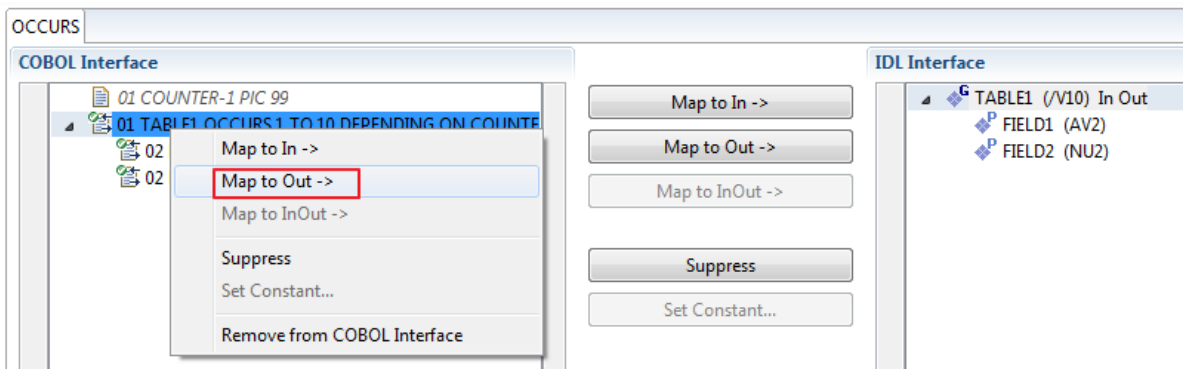 OCCURS
COBOL Interface
IDL Interface
01 COUNTER-1 PIC 99
01 TABLE1 OCCURS 1 TO 10 DEPENDING ON COUNTE
02
02
Map to In ->
Map to Out ->
Map to InOut ->
Suppress
Set Constant...
Remove from COBOL Interface
Map to In ->
Map to Out ->
Map to InOut ->
Suppress
Set Constant...
TABLE1 (/V10) In Out
FIELD1 (AV2)
FIELD2 (NU2)